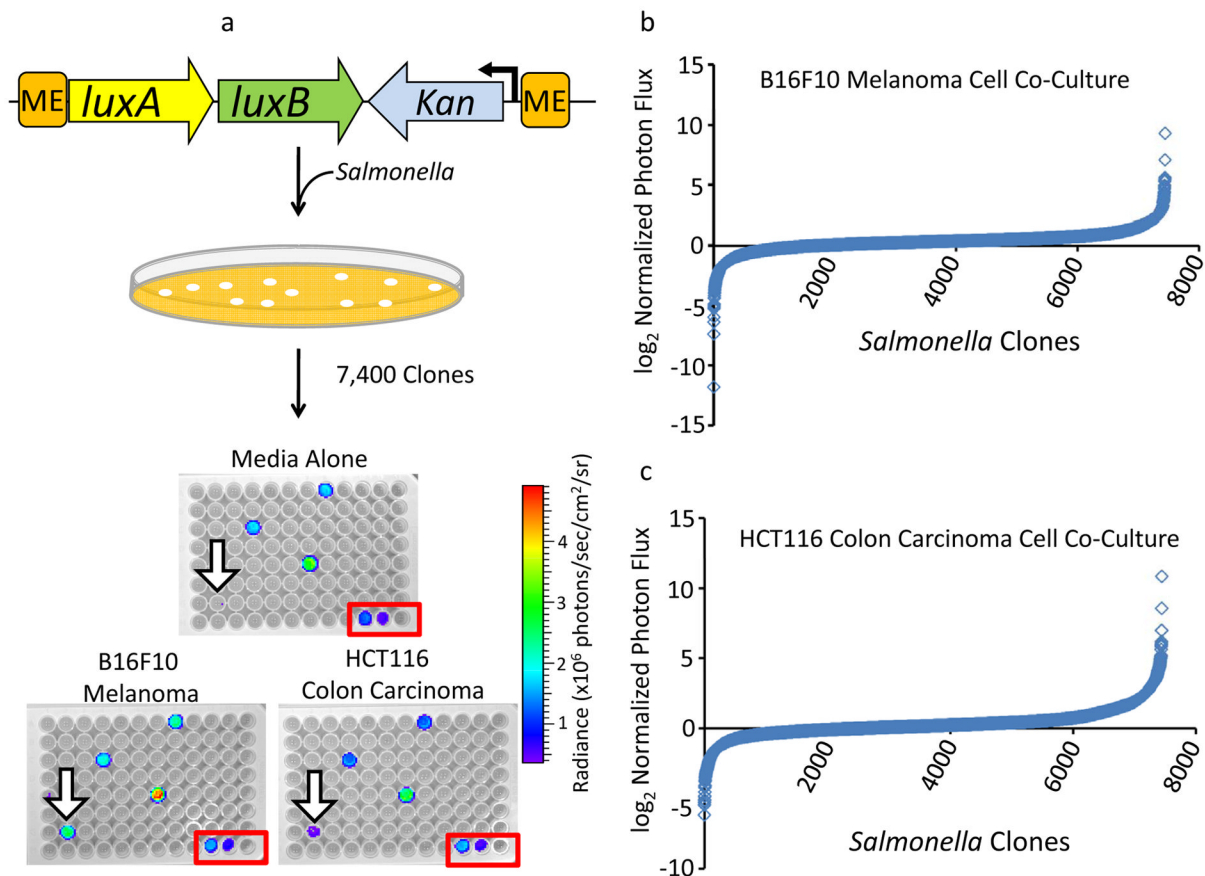 a
ME luxA luxB Kan ME
Salmonella
7,400 Clones
Media Alone
B16F10
Melanoma
HCT116
Colon Carcinoma
4
3
2
1
Radiance (x10⁶ photons/sec/cm²/sr)
b
B16F10 Melanoma Cell Co-Culture
log₂ Normalized Photon Flux
15
10
5
0
-5
-10
-15
2000
4000
6000
8000
Salmonella Clones
c
HCT116 Colon Carcinoma Cell Co-Culture
log₂ Normalized Photon Flux
15
10
5
0
-5
-10
2000
4000
6000
8000
Salmonella Clones